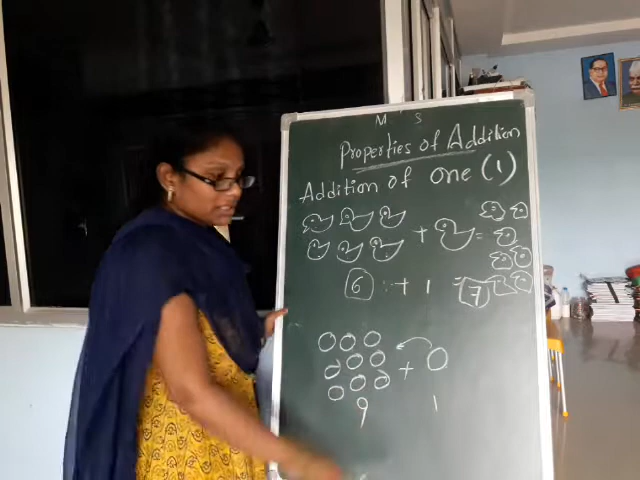 M S
Properties of Addition
Addition of one (1)
+ =
6 + 1 = 7
+
9 1